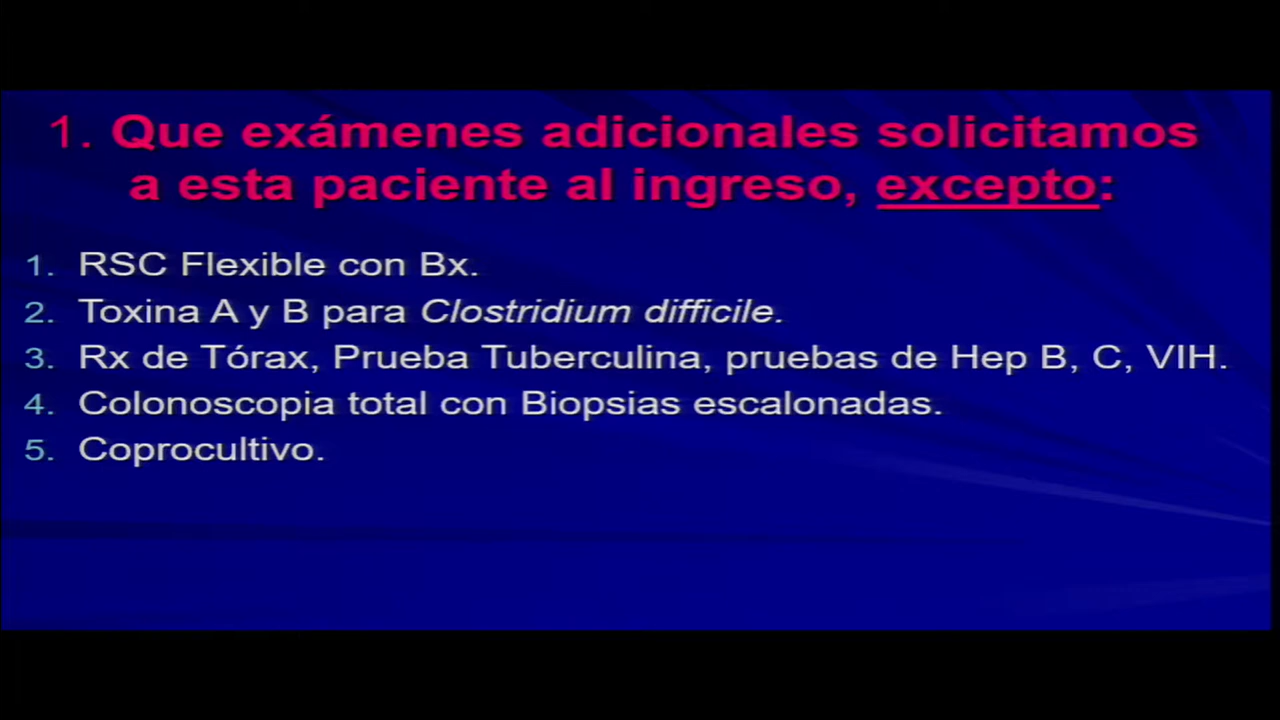 1. Que exámenes adicionales solicitamos
a esta paciente al ingreso, excepto:
1. RSC Flexible con Bx.
2. Toxina A y B para Clostridium difficile.
3. Rx de Tórax, Prueba Tuberculina, pruebas de Hep B, C, VIH.
4. Colonoscopia total con Biopsias escalonadas.
5. Coprocultivo.